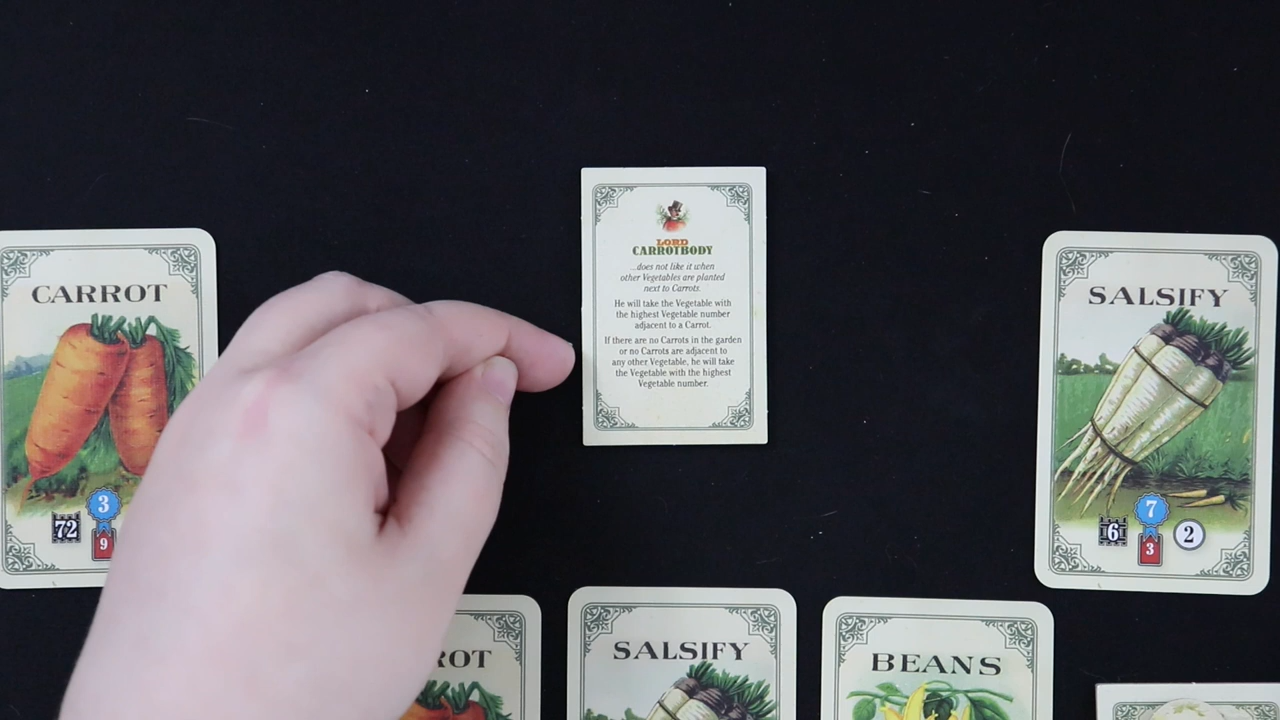 CARROT
72
3
9
LORD
CARROTBODY
...does not like it when
other Vegetables are planted
next to Carrots.
He will take the Vegetable with
the highest Vegetable number
adjacent to a Carrot.
If there are no Carrots in the garden
or no Carrots are adjacent to
any other Vegetable, he will take
the Vegetable with the highest
Vegetable number.
SALSIFY
6
7
3
2
ROT
SALSIFY
BEANS